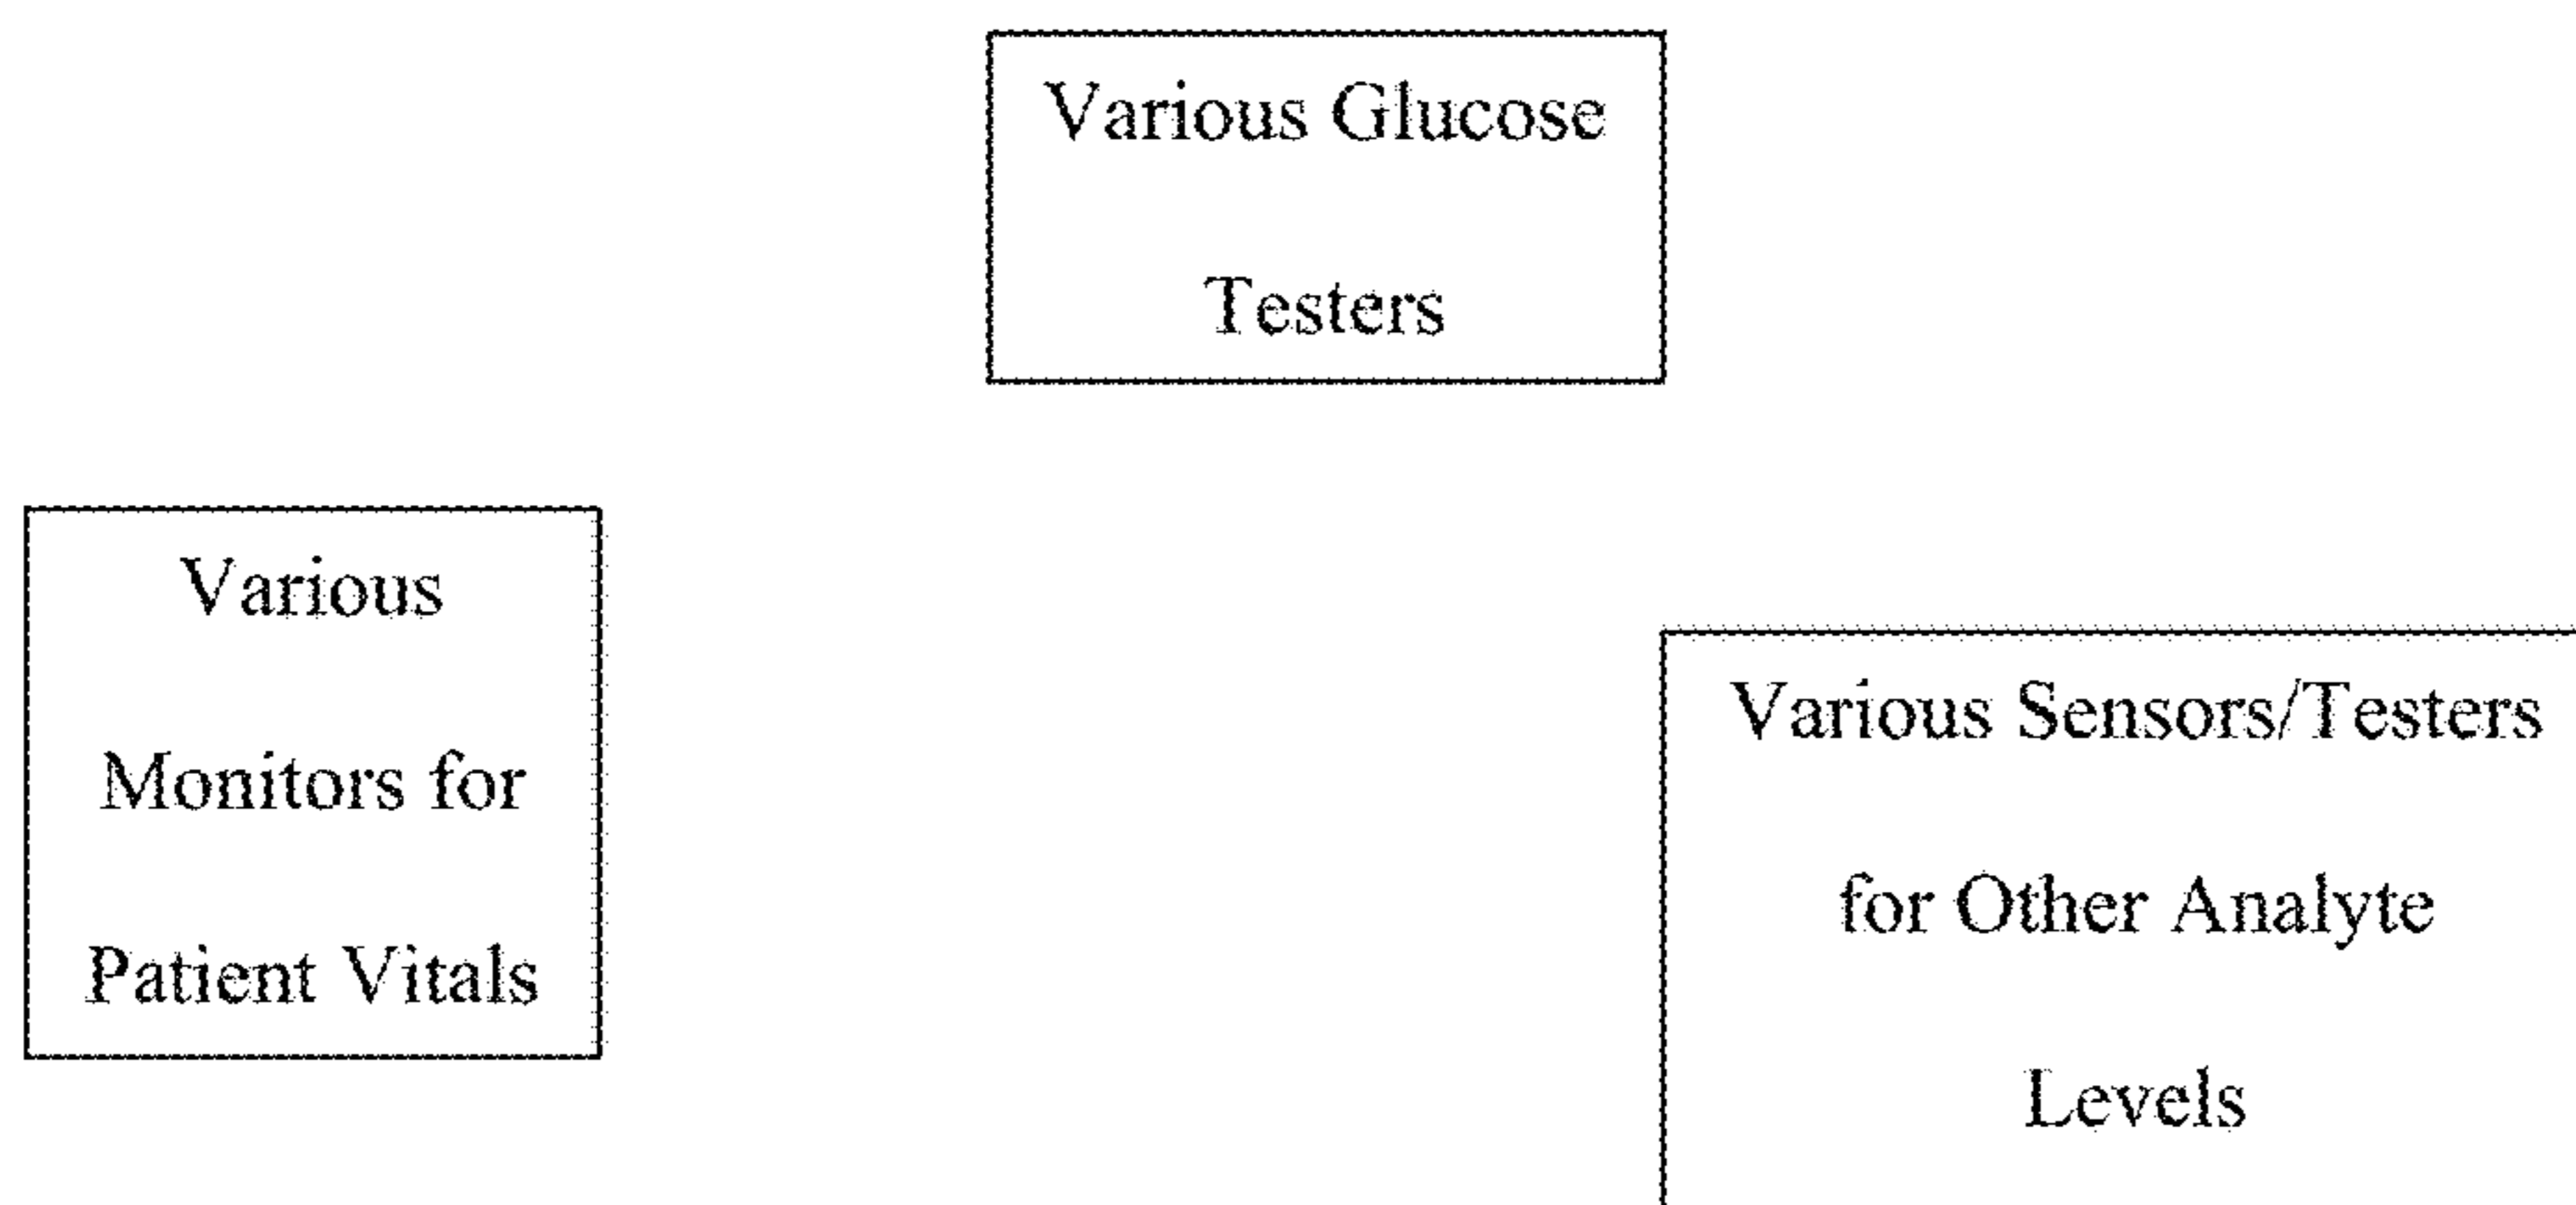 Various Glucose
Testers
Various
Monitors for
Patient Vitals
Various Sensors/Testers
for Other Analyte
Levels